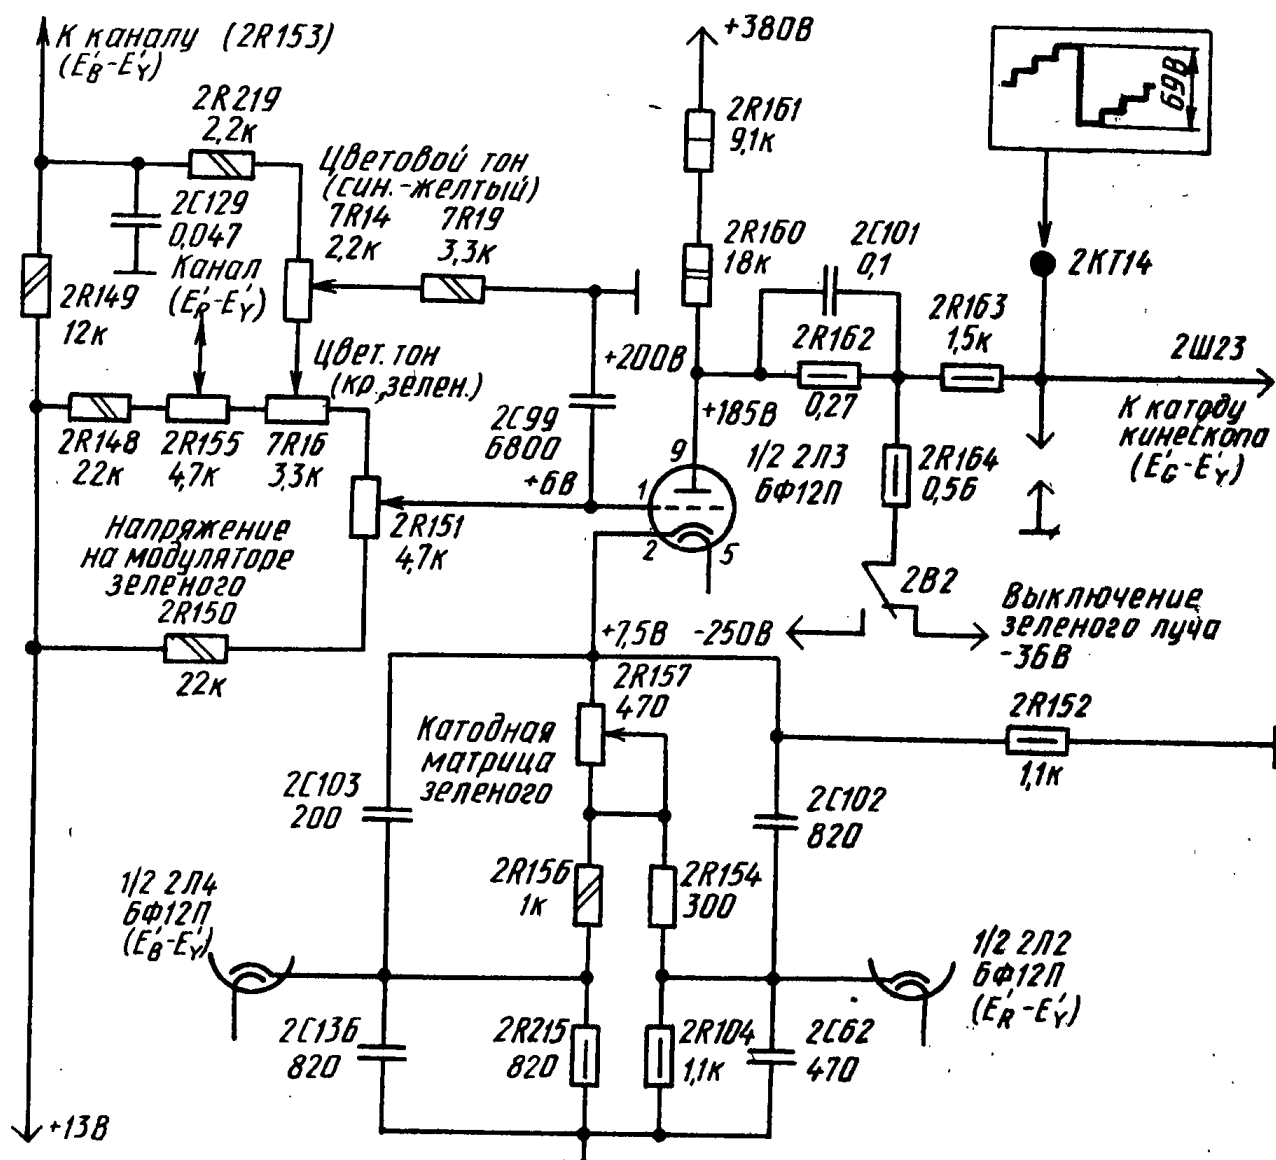 К каналу (2R153)
(E'B-E'Y)
2R219
2,2к
2C129
0,047
Цветовой тон
(син.-желтый)
7R14
2,2к
7R19
3,3к
Канал
(E'R-E'Y)
2R149
12к
Цвет. тон
(кр,зелен.)
2R148
22к
2R155
4,7к
7R16
3,3к
2R151
4,7к
Напряжение
на модуляторе
зеленого
2R150
22к
+13В
+380В
2R161
9,1к
2R160
18к
2C101
0,1
+200В
2R162
0,27
+185В
2C99
6800
+6В
9
1
2
5
1/2 2Л3
6Ф12П
69В
2КТ14
2R163
1,5к
2Ш23
К катоду
кинескопа
(E'G-E'Y)
2R164
0,56
2В2
+7,5В
-250В
Выключение
зеленого луча
-36В
2R157
470
Катодная
матрица
зеленого
2R152
1,1к
2C103
200
2C102
820
2R156
1к
2R154
300
1/2 2Л4
6Ф12П
(E'B-E'Y)
1/2 2Л2
6Ф12П
(E'R-E'Y)
2C136
820
2R215
820
2R104
1,1к
2C62
470